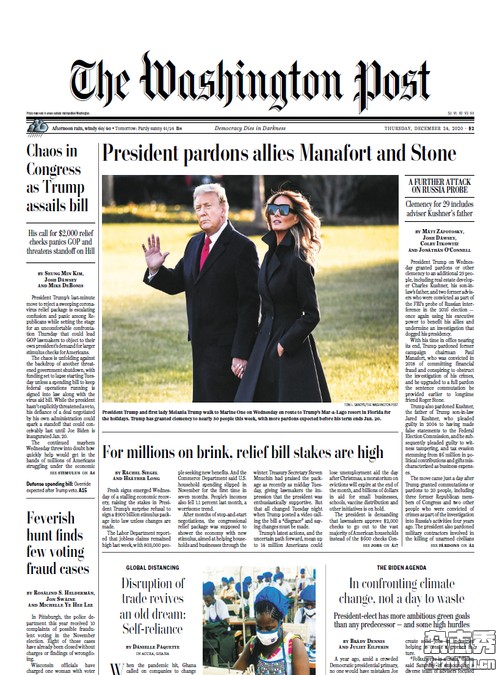 The Washington Post
Afternoon rain, windy 60/60 • Tomorrow: Partly sunny
Democracy Dies in Darkness
THURSDAY, DECEMBER 24, 2020 · $2
Chaos in
Congress
as Trump
assails bill
His call for $2,000 relief
checks panics GOP and
threatens standoff on Hill
BY SEUNG MIN KIM,
JOSH DAWSEY
AND MIKE DEBONIS
President Trump's last-minute
move to reject a sweeping coronavirus
relief package is escalating
confusion and panic among Republicans
while setting the stage
for an uncomfortable confrontation
Thursday that could lead
GOP lawmakers to object to their
own president's demand for larger
stimulus checks for Americans.
The chaos is unfolding against
the backdrop of another threatened
government shutdown, with
funding set to lapse starting Tuesday
unless a spending bill to keep
federal operations running is
signed into law along with the
virus aid bill. While the president
hasn't explicitly threatened a veto,
his defiance of a deal negotiated
by his own administration could
spark a standoff that could conceivably
last until Joe Biden is
inaugurated Jan. 20.
The continued mayhem
Wednesday threw into doubt how
quickly help would get in the
hands of millions of Americans
struggling under the economic
SEE STIMULUS ON A6
Defense spending bill: Override
expected after Trump veto. A15
Feverish
hunt finds
few voting
fraud cases
BY ROSALIND S. HELDERMAN,
JON SWAINE
AND MICHELLE YE HEE LEE
In Pittsburgh, the police department
this year received 10
complaints of possible fraudulent
voting in the November
election. Eight of those cases
have already been closed without
charges or findings of wrongdoing.
Wisconsin officials have
charged one woman with voter
President pardons allies Manafort and Stone
President Trump and first lady Melania Trump walk to Marine One on Wednesday en route to Trump's Mar-a-Lago resort in Florida for
the holidays. Trump has granted clemency to nearly 50 people this week, with more pardons expected before his term ends Jan. 20.
A FURTHER ATTACK
ON RUSSIA PROBE
Clemency for 29 includes
adviser Kushner's father
BY MATT ZAPOTOSKY,
JOSH DAWSEY,
COLBY ITKOWITZ
AND JONATHAN O'CONNELL
President Trump on Wednesday
granted pardons or other
clemency to an additional 29 people,
including real estate developer
Charles Kushner, his son-in-law's
father, and two former advisers
who were convicted as part of
the FBI's probe of Russian interference
in the 2016 election —
once again using his executive
power to benefit his allies and
undermine an investigation that
dogged his presidency.
With his time in office nearing
its end, Trump pardoned former
campaign chairman Paul
Manafort, who was convicted in
2018 of committing financial
fraud and conspiring to obstruct
the investigation of his crimes,
and he upgraded to a full pardon
the sentence commutation he
provided earlier to longtime
friend Roger Stone.
Trump also pardoned Kushner,
the father of Trump son-in-law
Jared Kushner, who pleaded
guilty in 2004 to having made
false statements to the Federal
Election Commission, and he subsequently
pleaded guilty to witness
tampering, and tax evasion
stemming from $6 million in political
contributions and gifts mischaracterized
as business expenses.
The move came just a day after
Trump granted commutations or
pardons to 20 people, including
three former Republican members
of Congress and two other
people who were convicted of
crimes as part of the investigation
into Russia's activities four years
ago. The president also pardoned
military contractors involved in
the killing of unarmed civilians
SEE PARDONS ON A2
For millions on brink, relief bill stakes are high
BY RACHEL SIEGEL
AND HEATHER LONG
Fresh signs emerged Wednesday
of a stalling economic recovery,
raising the stakes in President
Trump's surprise refusal to
sign a $900 billion stimulus package
into law unless changes are
made.
The Labor Department reported
that jobless claims remained
high last week, with 803,000 people
seeking new benefits. And the
Commerce Department said U.S.
household spending slipped in
November for the first time in
seven months. People's incomes
also fell 1.1 percent last month, a
worrisome trend.
After months of stop-and-start
negotiations, the congressional
relief package was supposed to
shower the economy with new
stimulus, aimed at helping households
and businesses through the
winter. Treasury Secretary Steven
Mnuchin had praised the package
as recently as midday Tuesday,
giving lawmakers the impression
that the president was
enthusiastically supportive. But
that all changed Tuesday night
when Trump posted a video calling
the bill a "disgrace" and saying
changes must be made.
Trump's latest actions, and the
uncertain path forward, mean up
to 14 million Americans could
lose unemployment aid the day
after Christmas, a moratorium on
evictions will expire at the end of
the month, and billions of dollars
in aid for small businesses,
schools, vaccine distribution and
other initiatives is on hold.
The president is demanding
that lawmakers approve $2,000
checks to go out to the vast
majority of American households
instead of the $600 checks
SEE JOBS ON A17
GLOBAL DISTANCING
Disruption of
trade revives
an old dream:
Self-reliance
BY DANIELLE PAQUETTE
IN ACCRA, GHANA
When the pandemic hit, Ghana
THE BIDEN AGENDA
In confronting climate
change, not a day to waste
President-elect has more ambitious green goals
than any predecessor — and some high hurdles
BY BRADY DENNIS
AND JULIET EILPERIN
A year ago, amid a crowded
Democratic presidential primary,